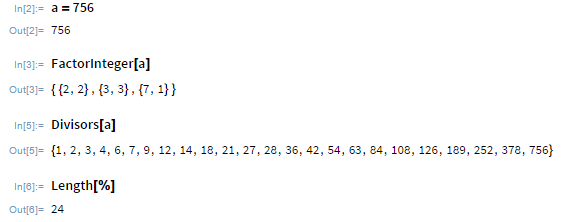 In[2]:= a = 756
Out[2]= 756
In[3]:= FactorInteger[a]
Out[3]= {{2, 2}, {3, 3}, {7, 1}}
In[5]:= Divisors[a]
Out[5]= {1, 2, 3, 4, 6, 7, 9, 12, 14, 18, 21, 27, 28, 36, 42, 54, 63, 84, 108, 126, 189, 252, 378, 756}
In[6]:= Length[%]
Out[6]= 24